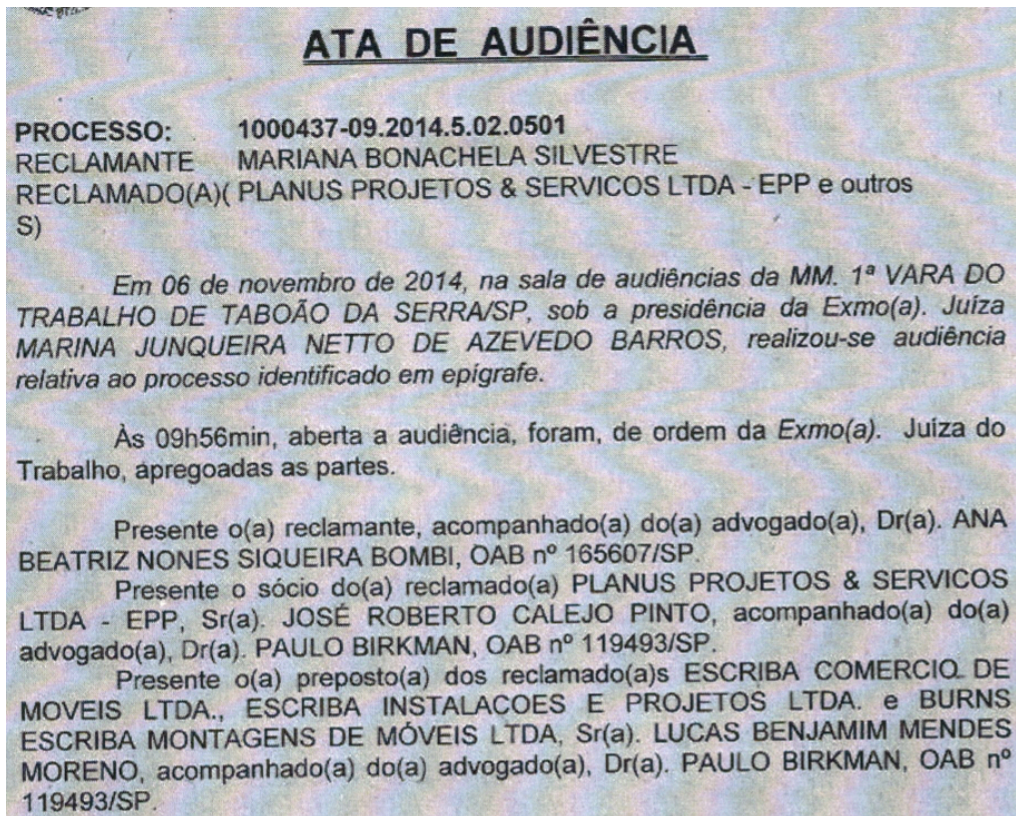 ATA DE AUDIÊNCIA
PROCESSO: 1000437-09.2014.5.02.0501
RECLAMANTE MARIANA BONACHELA SILVESTRE
RECLAMADO(A)( PLANUS PROJETOS & SERVICOS LTDA - EPP e outros
S)
Em 06 de novembro de 2014, na sala de audiências da MM. 1ª VARA DO
TRABALHO DE TABOÃO DA SERRA/SP, sob a presidência da Exmo(a). Juíza
MARINA JUNQUEIRA NETTO DE AZEVEDO BARROS, realizou-se audiência
relativa ao processo identificado em epígrafe.
Às 09h56min, aberta a audiência, foram, de ordem da Exmo(a). Juíza do
Trabalho, apregoadas as partes.
Presente o(a) reclamante, acompanhado(a) do(a) advogado(a), Dr(a). ANA
BEATRIZ NONES SIQUEIRA BOMBI, OAB nº 165607/SP.
Presente o sócio do(a) reclamado(a) PLANUS PROJETOS & SERVICOS
LTDA - EPP, Sr(a). JOSÉ ROBERTO CALEJO PINTO, acompanhado(a) do(a)
advogado(a), Dr(a). PAULO BIRKMAN, OAB nº 119493/SP.
Presente o(a) preposto(a) dos reclamado(a)s ESCRIBA COMERCIO DE
MOVEIS LTDA., ESCRIBA INSTALACOES E PROJETOS LTDA. e BURNS
ESCRIBA MONTAGENS DE MÓVEIS LTDA, Sr(a). LUCAS BENJAMIM MENDES
MORENO, acompanhado(a) do(a) advogado(a), Dr(a). PAULO BIRKMAN, OAB nº
119493/SP.